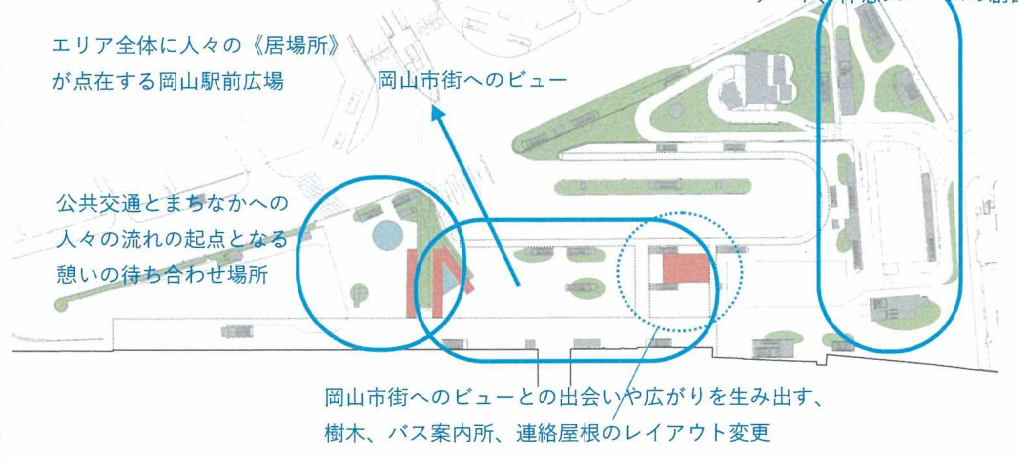 エリア全体に人々の《居場所》
が点在する岡山駅前広場
岡山市街へのビュー
公共交通とまちなかへの
人々の流れの起点となる
憩いの待ち合わせ場所
岡山市街へのビューとの出会いや広がりを生み出す、
樹木、バス案内所、連絡屋根のレイアウト変更